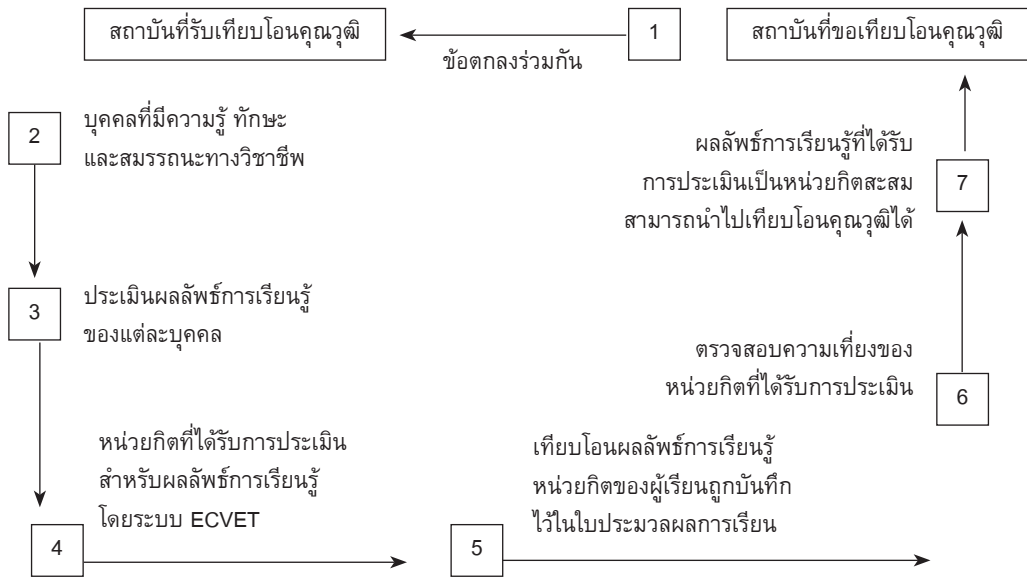 สถาบันที่รับเทียบโอนคุณวุฒิ
1
สถาบันที่ขอเทียบโอนคุณวุฒิ
ข้อตกลงร่วมกัน
2
บุคคลที่มีความรู้ ทักษะ
และสมรรถนะทางวิชาชีพ
ผลลัพธ์การเรียนรู้ที่ได้รับ
การประเมินเป็นหน่วยกิตสะสม
สามารถนำไปเทียบโอนคุณวุฒิได้
7
3
ประเมินผลลัพธ์การเรียนรู้
ของแต่ละบุคคล
ตรวจสอบความเที่ยงของ
หน่วยกิตที่ได้รับการประเมิน
6
หน่วยกิตที่ได้รับการประเมิน
สำหรับผลลัพธ์การเรียนรู้
โดยระบบ ECVET
4
เทียบโอนผลลัพธ์การเรียนรู้
หน่วยกิตของผู้เรียนถูกบันทึก
ไว้ในใบประมวลผลการเรียน
5